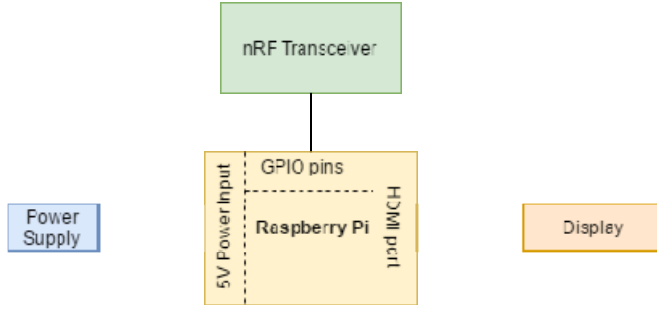 nRF Transceiver
GPIO pins
5V Power Input
HDMI port
Raspberry Pi
Power
Supply
Display